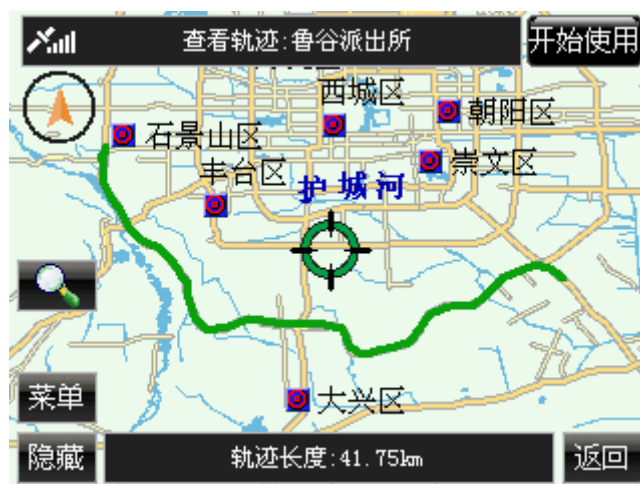 查看轨迹:鲁谷派出所
开始使用
西城区
朝阳区
石景山区
崇文区
丰台区
护城河
菜单
大兴区
隐藏
轨迹长度:41.75km
返回